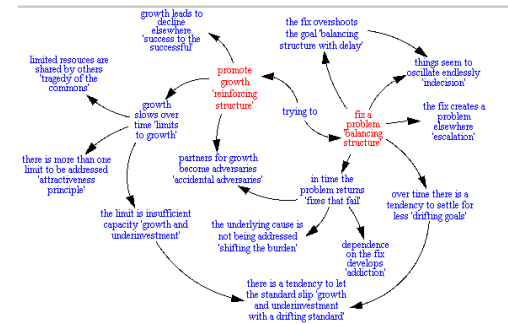 growth leads to
decline
elsewhere
'success to the
successful'
the fix overshoots
the goal 'balancing
structure with delay'
limited resouces are
shared by others
'tragedy of the
commons'
promote
growth
'reinforcing
structure'
things seem to
oscillate endlessly
'indecision'
growth
slows over
time 'limits
to growth'
trying to
fix a
problem
'balancing
structure'
the fix creates a
problem
elsewhere
'escalation'
there is more than one
limit to be addressed
'attractiveness
principle'
partners for growth
become adversaries
'accidental adversaries'
in time the
problem returns
'fixes that fail'
over time there is a
tendency to settle for
less 'drifting goals'
the limit is insufficient
capacity 'growth and
underinvestment'
the underlying cause is
not being addressed
'shifting the burden'
dependence
on the fix
develops
'addiction'
there is a tendency to let
the standard slip 'growth
and underinvestment
with a drifting standard'